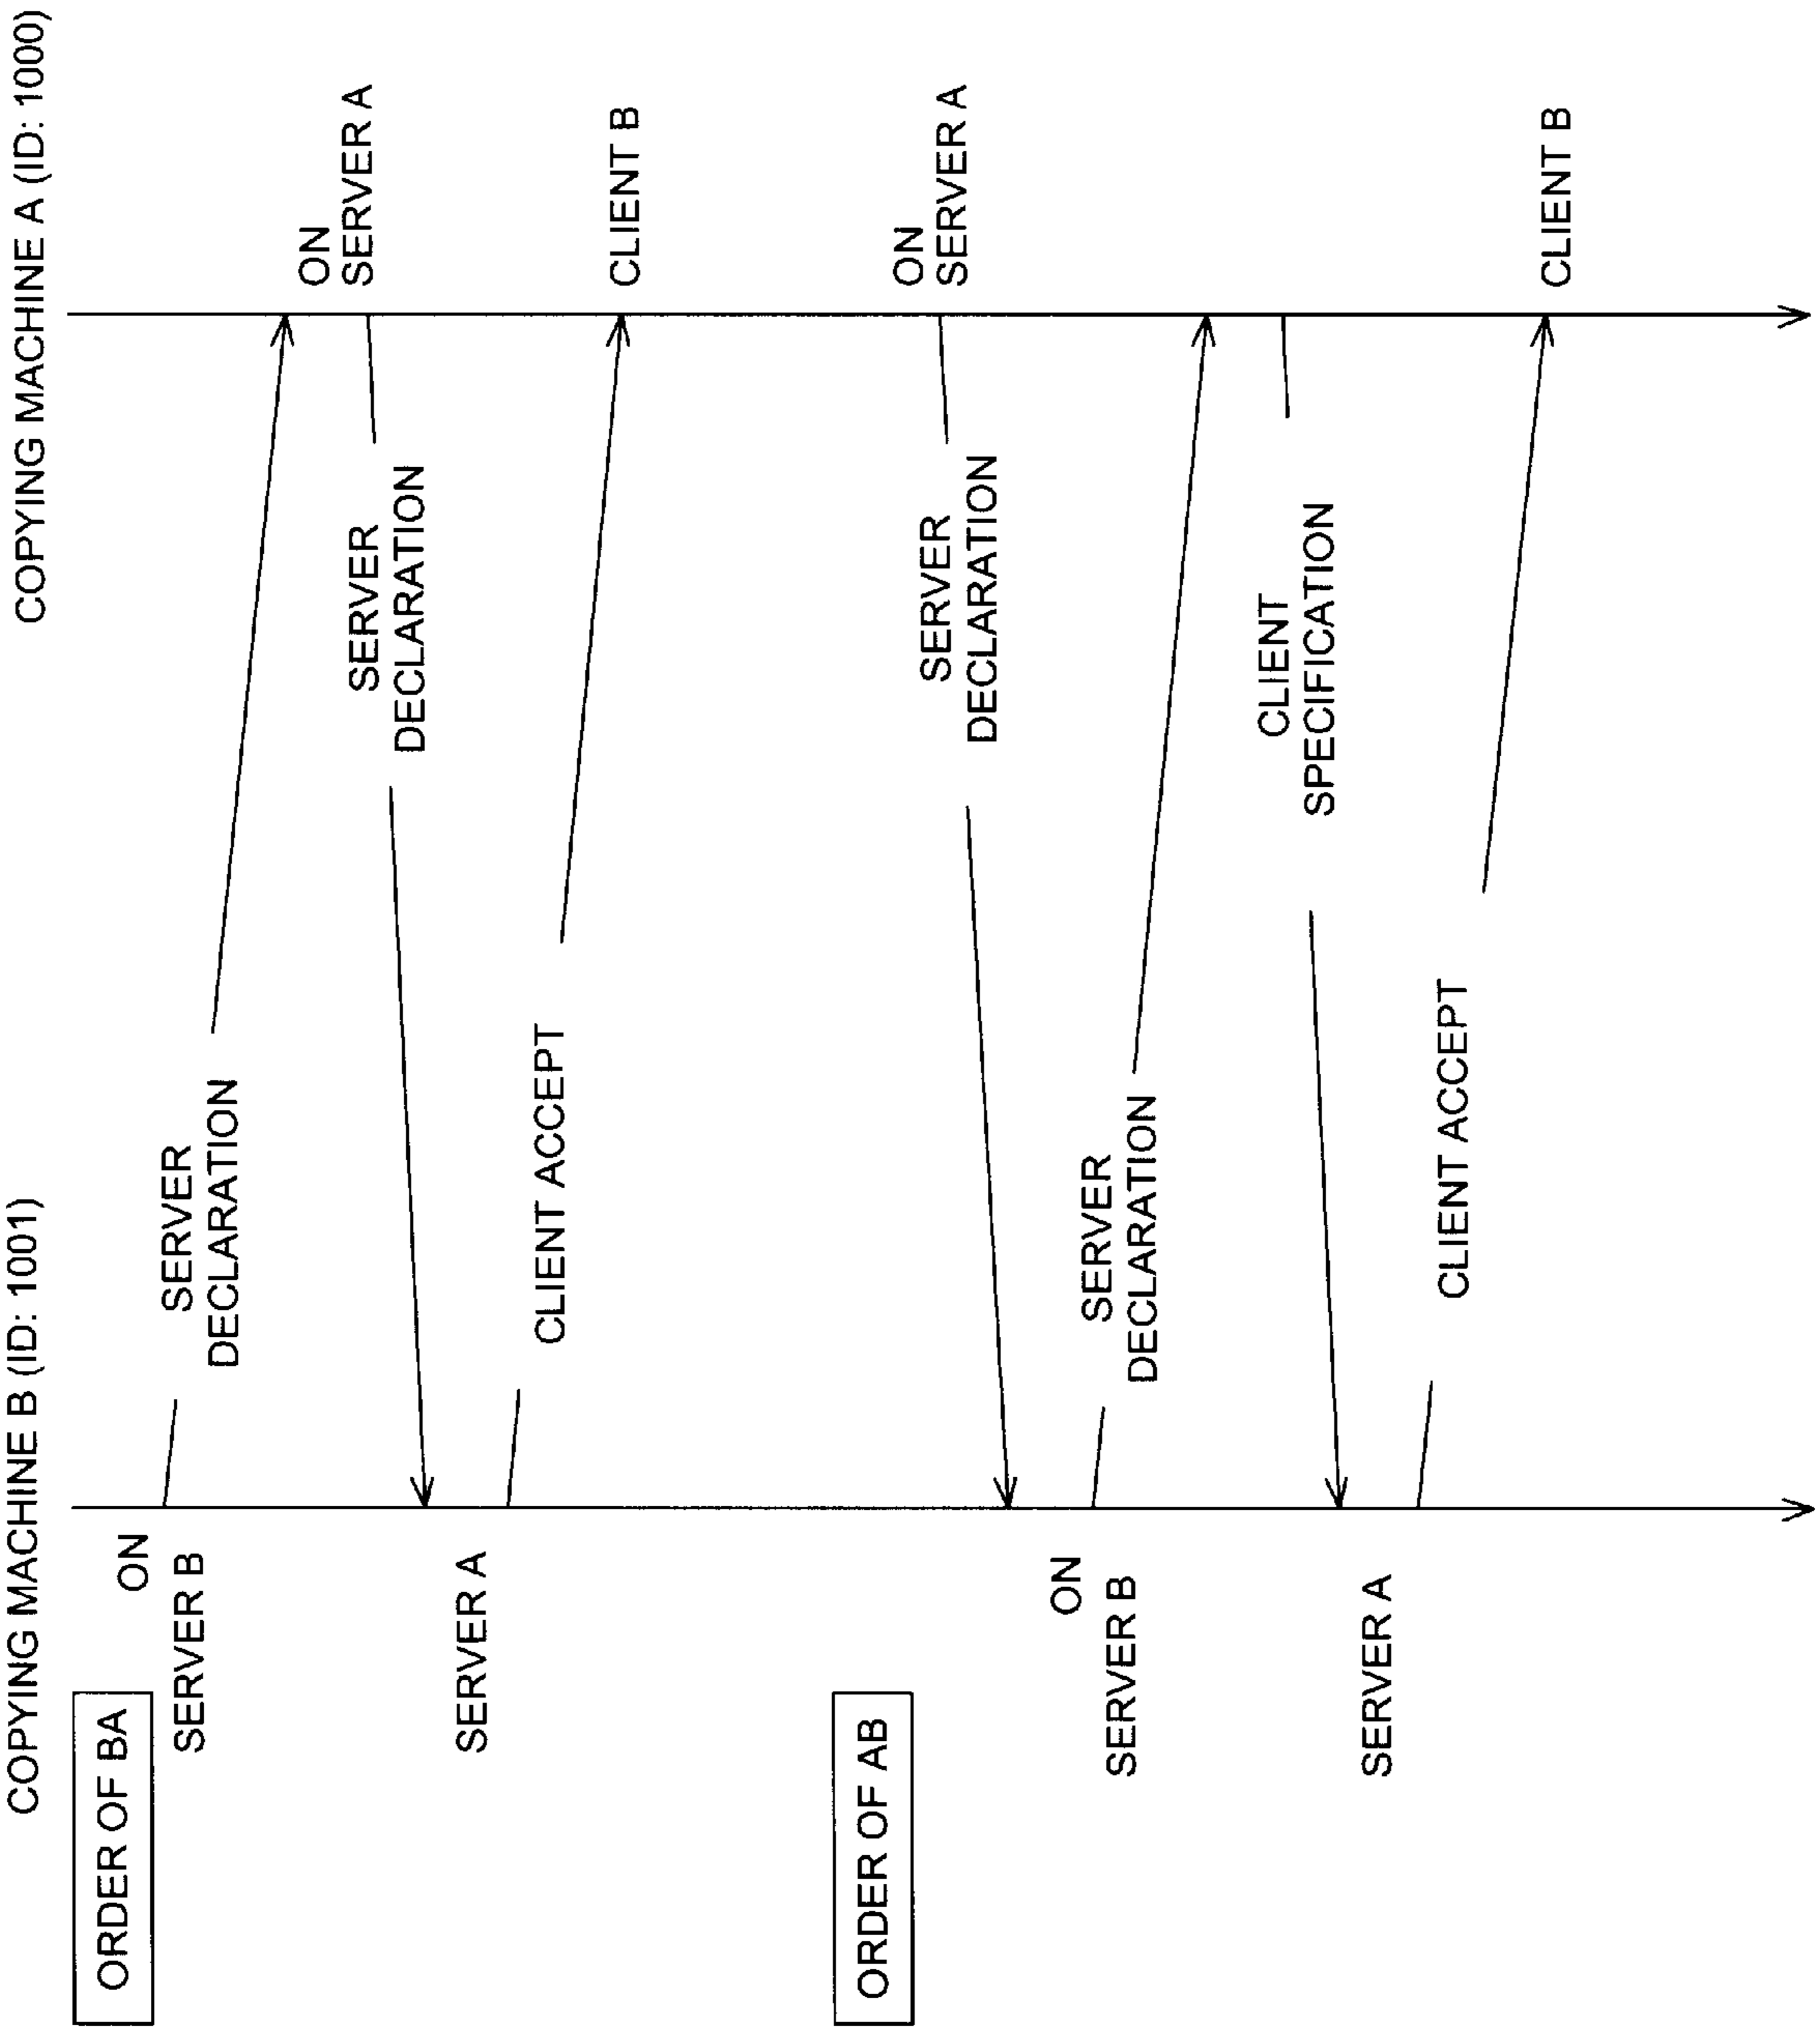 COPYING MACHINE B (ID: 1001)
COPYING MACHINE A (ID: 1000)
ORDER OF BA
ON
SERVER B
SERVER
DECLARATION
ON
SERVER A
SERVER
DECLARATION
SERVER A
CLIENT ACCEPT
CLIENT B
ORDER OF AB
ON
SERVER A
SERVER
DECLARATION
ON
SERVER B
SERVER
DECLARATION
CLIENT
SPECIFICATION
SERVER A
CLIENT ACCEPT
CLIENT B